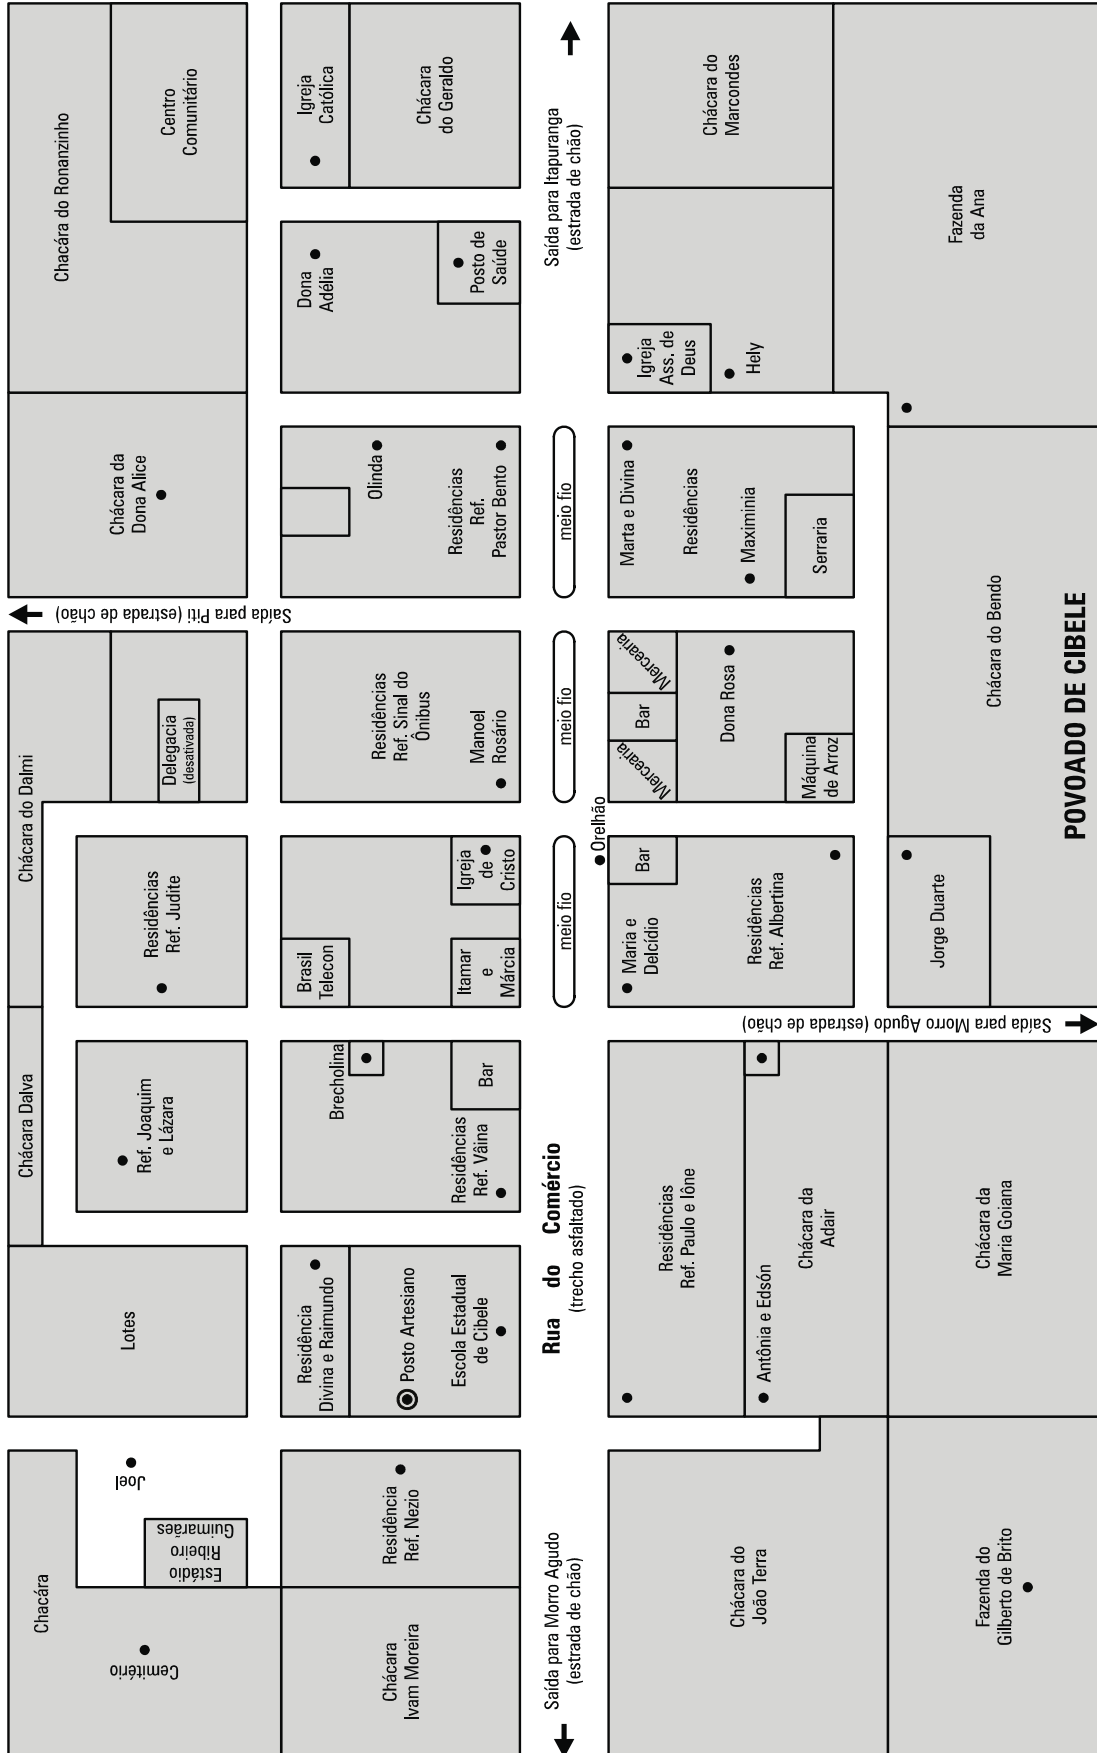 Chacára
Cemitério
Estádio
Ribeiro
Guimarães
Joel
Lotes
Chácara Dalva
Ref. Joaquim
e Lázara
Chácara do Dalmi
Residências
Ref. Judite
Delegacia
(desativada)
Saída para Piti (estrada de chão)
Chácara da
Dona Alice
Chacára do Ronanzinho
Centro
Comunitário
Chácara
Ivam Moreira
Residência
Ref. Nezio
Residência
Divina e Raimundo
Posto Artesiano
Escola Estadual
de Cibele
Brecholina
Residências
Ref. Vâina
Bar
Brasil
Telecon
Itamar
e
Márcia
Igreja
de
Cristo
Residências
Ref. Sinal do
Ônibus
Manoel
Rosário
Olinda
Residências
Ref.
Pastor Bento
Dona
Adélia
Posto de
Saúde
Igreja
Católica
Chácara
do Geraldo
Saída para Morro Agudo
(estrada de chão)
Rua do Comércio
(trecho asfaltado)
meio fio
meio fio
meio fio
Saída para Itapuranga
(estrada de chão)
Chácara do
João Terra
Fazenda do
Gilberto de Brito
Residências
Ref. Paulo e Iône
Antônia e Edsón
Chácara da
Adair
Chácara da
Maria Goiana
Saída para Morro Agudo (estrada de chão)
Orelhão
Maria e
Delcídio
Bar
Residências
Ref. Albertina
Jorge Duarte
Mercearia
Bar
Mercearia
Dona Rosa
Máquina
de Arroz
Marta e Divina
Residências
Maximinia
Serraria
Igreja
Ass. de
Deus
Hely
Chácara do
Marcondes
Fazenda
da Ana
Chácara do Bendo
POVOADO DE CIBELE